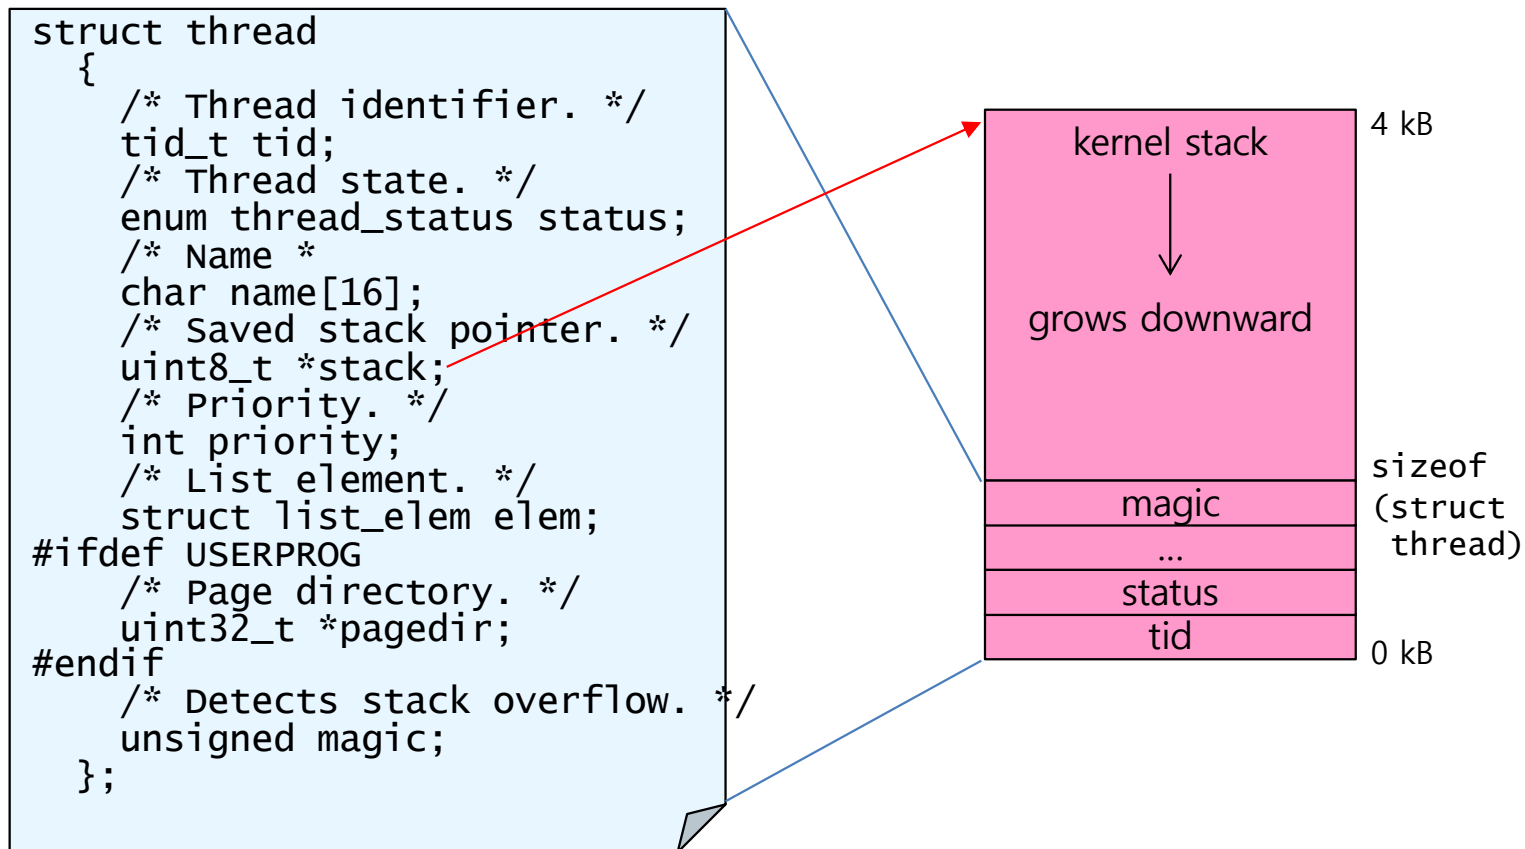 struct thread
  {
    /* Thread identifier. */
    tid_t tid;
    /* Thread state. */
    enum thread_status status;
    /* Name *
    char name[16];
    /* Saved stack pointer. */
    uint8_t *stack;
    /* Priority. */
    int priority;
    /* List element. */
    struct list_elem elem;
#ifdef USERPROG
    /* Page directory. */
    uint32_t *pagedir;
#endif
    /* Detects stack overflow. */
    unsigned magic;
  };
4 kB
kernel stack
grows downward
sizeof
(struct
thread)
magic
...
status
tid
0 kB